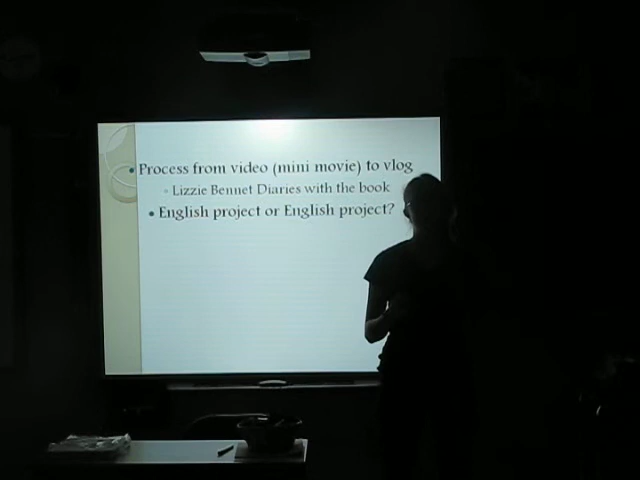 Process from video (mini movie) to vlog
Lizzie Bennet Diaries with the book
English project or English project?